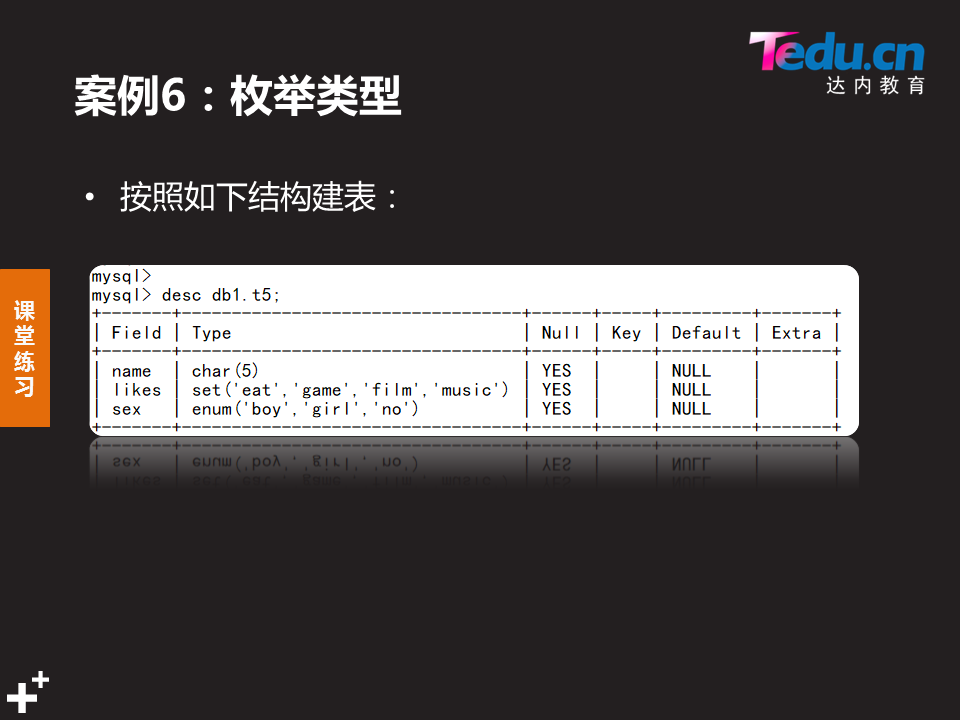 Tedu.cn
达内教育
案例6：枚举类型
• 按照如下结构建表：
课堂练习
mysql>
mysql> desc db1.t5;
+-------+----------------------------------+------+-----+---------+-------+
| Field | Type                             | Null | Key | Default | Extra |
+-------+----------------------------------+------+-----+---------+-------+
| name  | char(5)                          | YES  |     | NULL    |       |
| likes | set('eat','game','film','music') | YES  |     | NULL    |       |
| sex   | enum('boy','girl','no')          | YES  |     | NULL    |       |
+-------+----------------------------------+------+-----+---------+-------+